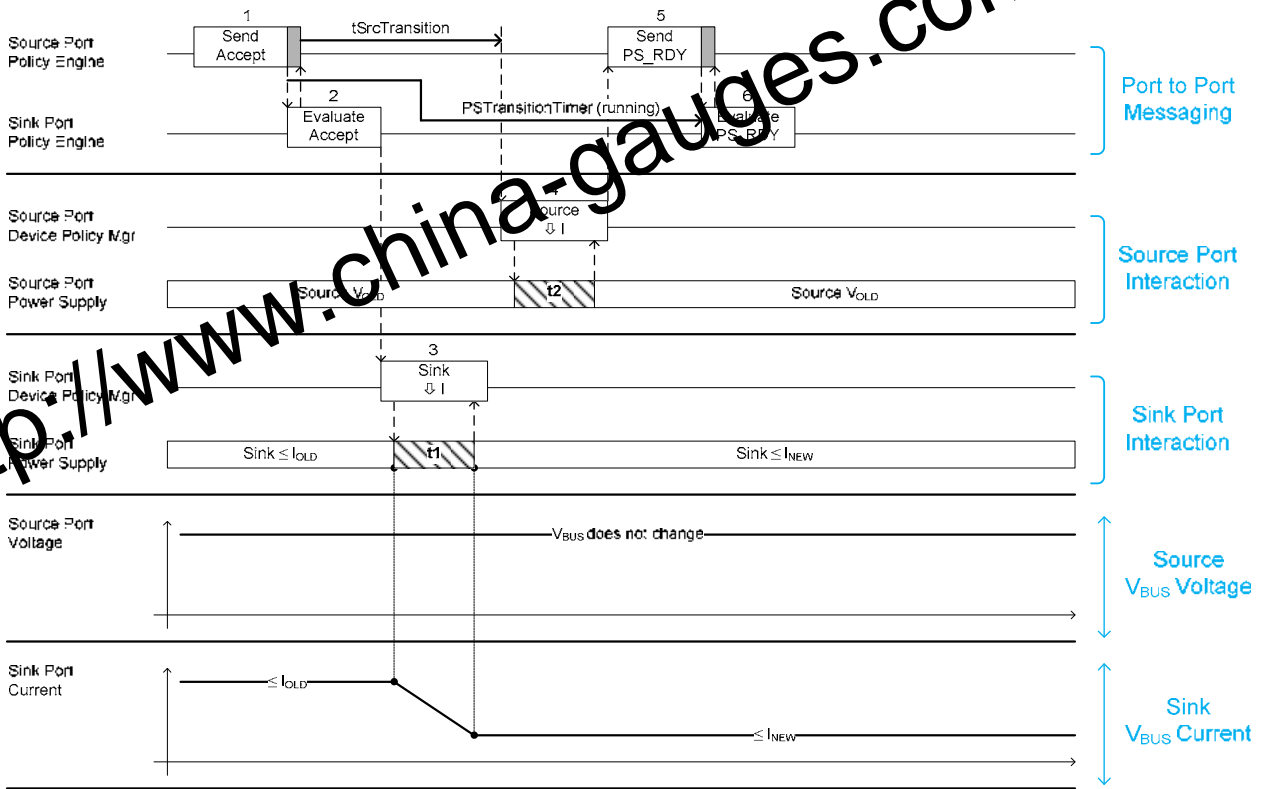 1
Send
Accept
tSrcTransition
5
Send
PS_RDY
Source Port
Policy Engine
2
Evaluate
Accept
PSTransitionTimer (running)
6
Evaluate
PS_RDY
Sink Port
Policy Engine
Port to Port
Messaging
4
Source
⇩ I
Source Port
Device Policy Mgr
Source Port
Power Supply
Source VOLD
t2
Source VOLD
Source Port
Interaction
3
Sink
⇩ I
Sink Port
Device Policy Mgr
Sink Port
Power Supply
Sink ≤ IOLD
t1
Sink ≤ INEW
Sink Port
Interaction
Source Port
Voltage
VBUS does not change
Source
VBUS Voltage
Sink Port
Current
≤ IOLD
≤ INEW
Sink
VBUS Current
p://www.china-gauges.com